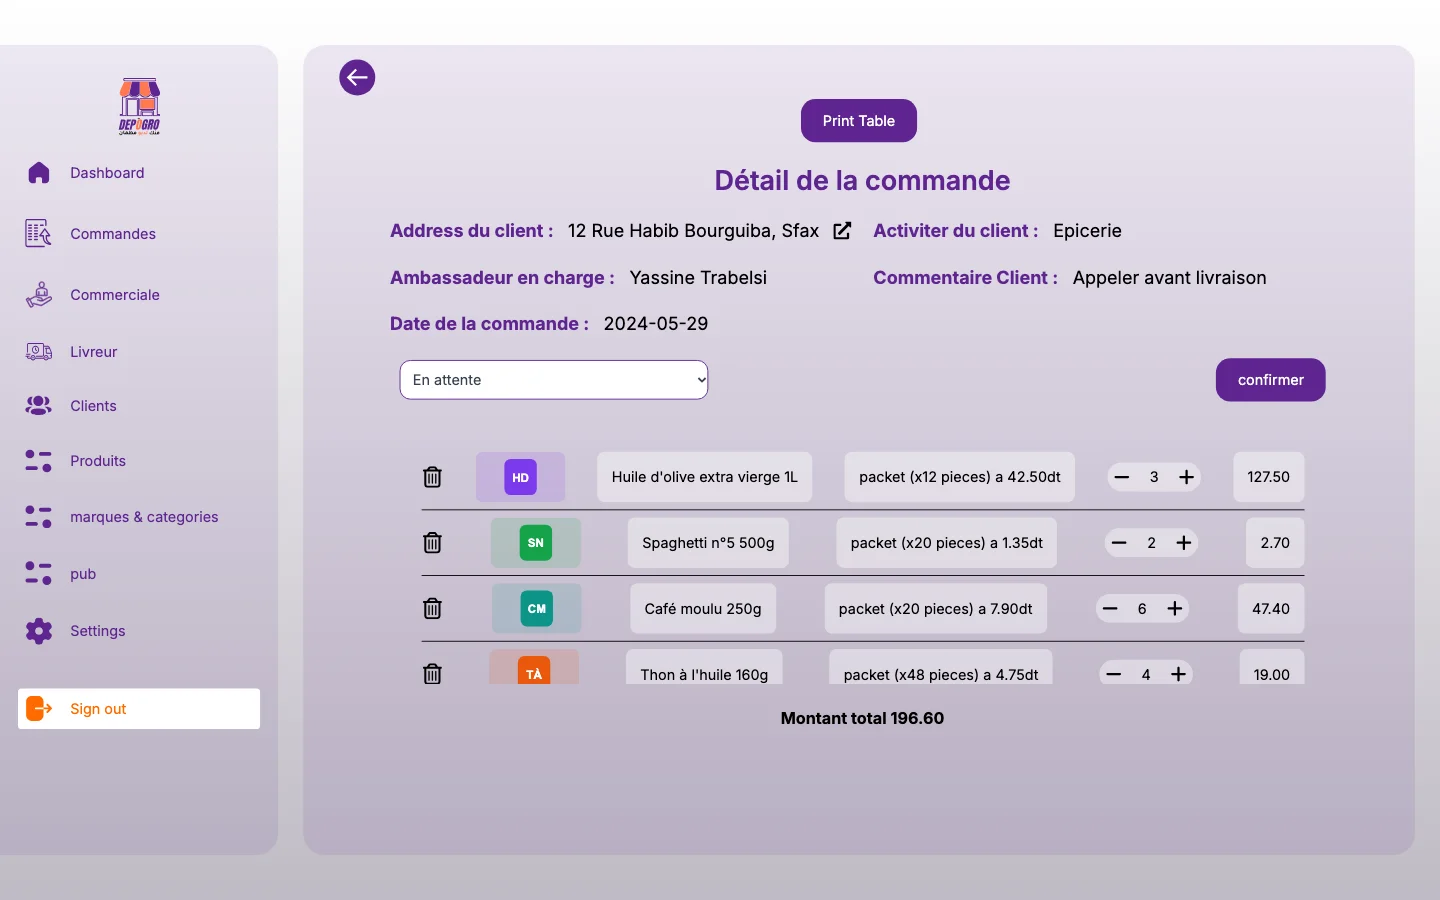 DEPOGRO
Print Table
Détail de la commande
Dashboard
Commandes
Commerciale
Livreur
Clients
Produits
marques & categories
pub
Settings
Sign out
Address du client : 12 Rue Habib Bourguiba, Sfax
Activiter du client : Epicerie
Ambassadeur en charge : Yassine Trabelsi
Commentaire Client : Appeler avant livraison
Date de la commande : 2024-05-29
En attente
confirmer
HD Huile d'olive extra vierge 1L packet (x12 pieces) a 42.50dt 3 127.50
SN Spaghetti n°5 500g packet (x20 pieces) a 1.35dt 2 2.70
CM Café moulu 250g packet (x20 pieces) a 7.90dt 6 47.40
TÀ Thon à l'huile 160g packet (x48 pieces) a 4.75dt 4 19.00
Montant total 196.60